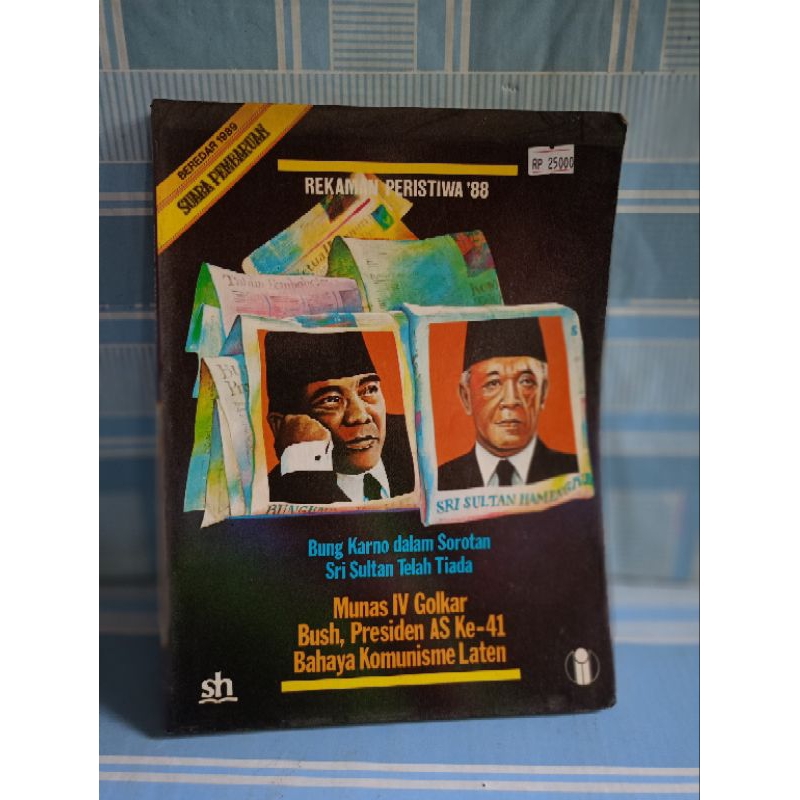 BEREDAR 1989
SUARA PEMBARUAN
RP 25000
REKAMAN PERISTIWA '88
SRI SULTAN HAMENG
Bung Karno dalam Sorotan
Sri Sultan Telah Tiada
Munas IV Golkar
Bush, Presiden AS Ke-41
Bahaya Komunisme Laten
sh